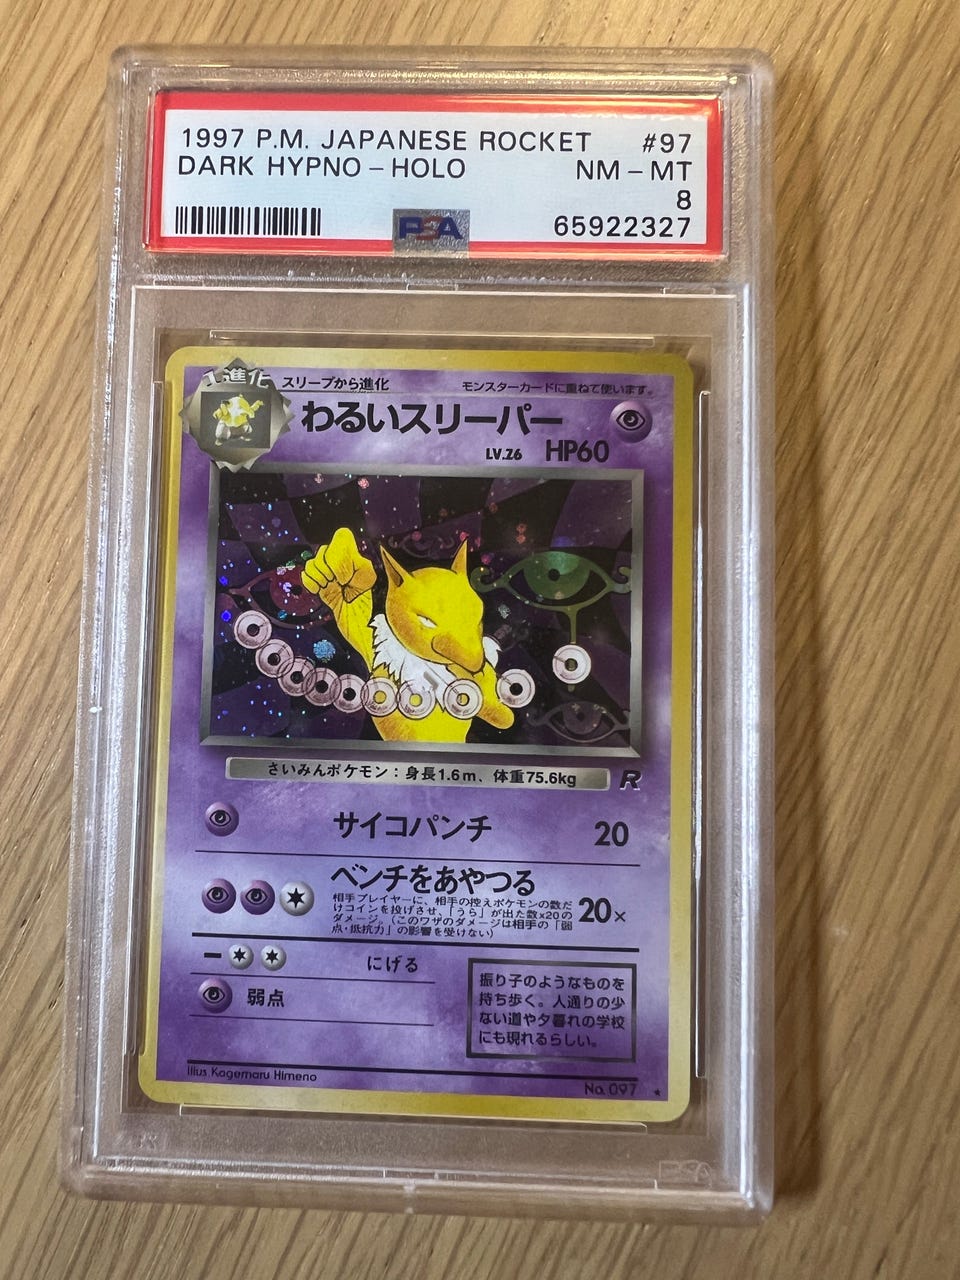 1997 P.M. JAPANESE ROCKET #97
DARK HYPNO - HOLO NM - MT
8
PSA 65922327
1進化 スリープから進化 モンスターカードに重ねて使います。
わるいスリーパー
LV.26 HP60
さいみんポケモン：身長1.6m、体重75.6kg R
サイコパンチ 20
ベンチをあやつる
相手プレイヤーに、相手の控えポケモンの数だ
けコインを投げさせ、「うら」が出た数×20の
ダメージ。（このワザのダメージは相手の「弱
点・抵抗力」の影響を受けない）
20×
にげる
弱点
振り子のようなものを
持ち歩く。人通りの少
ない道や夕暮れの学校
にも現れるらしい。
Illus Kagemaru Himeno
No. 097 ★
PSA